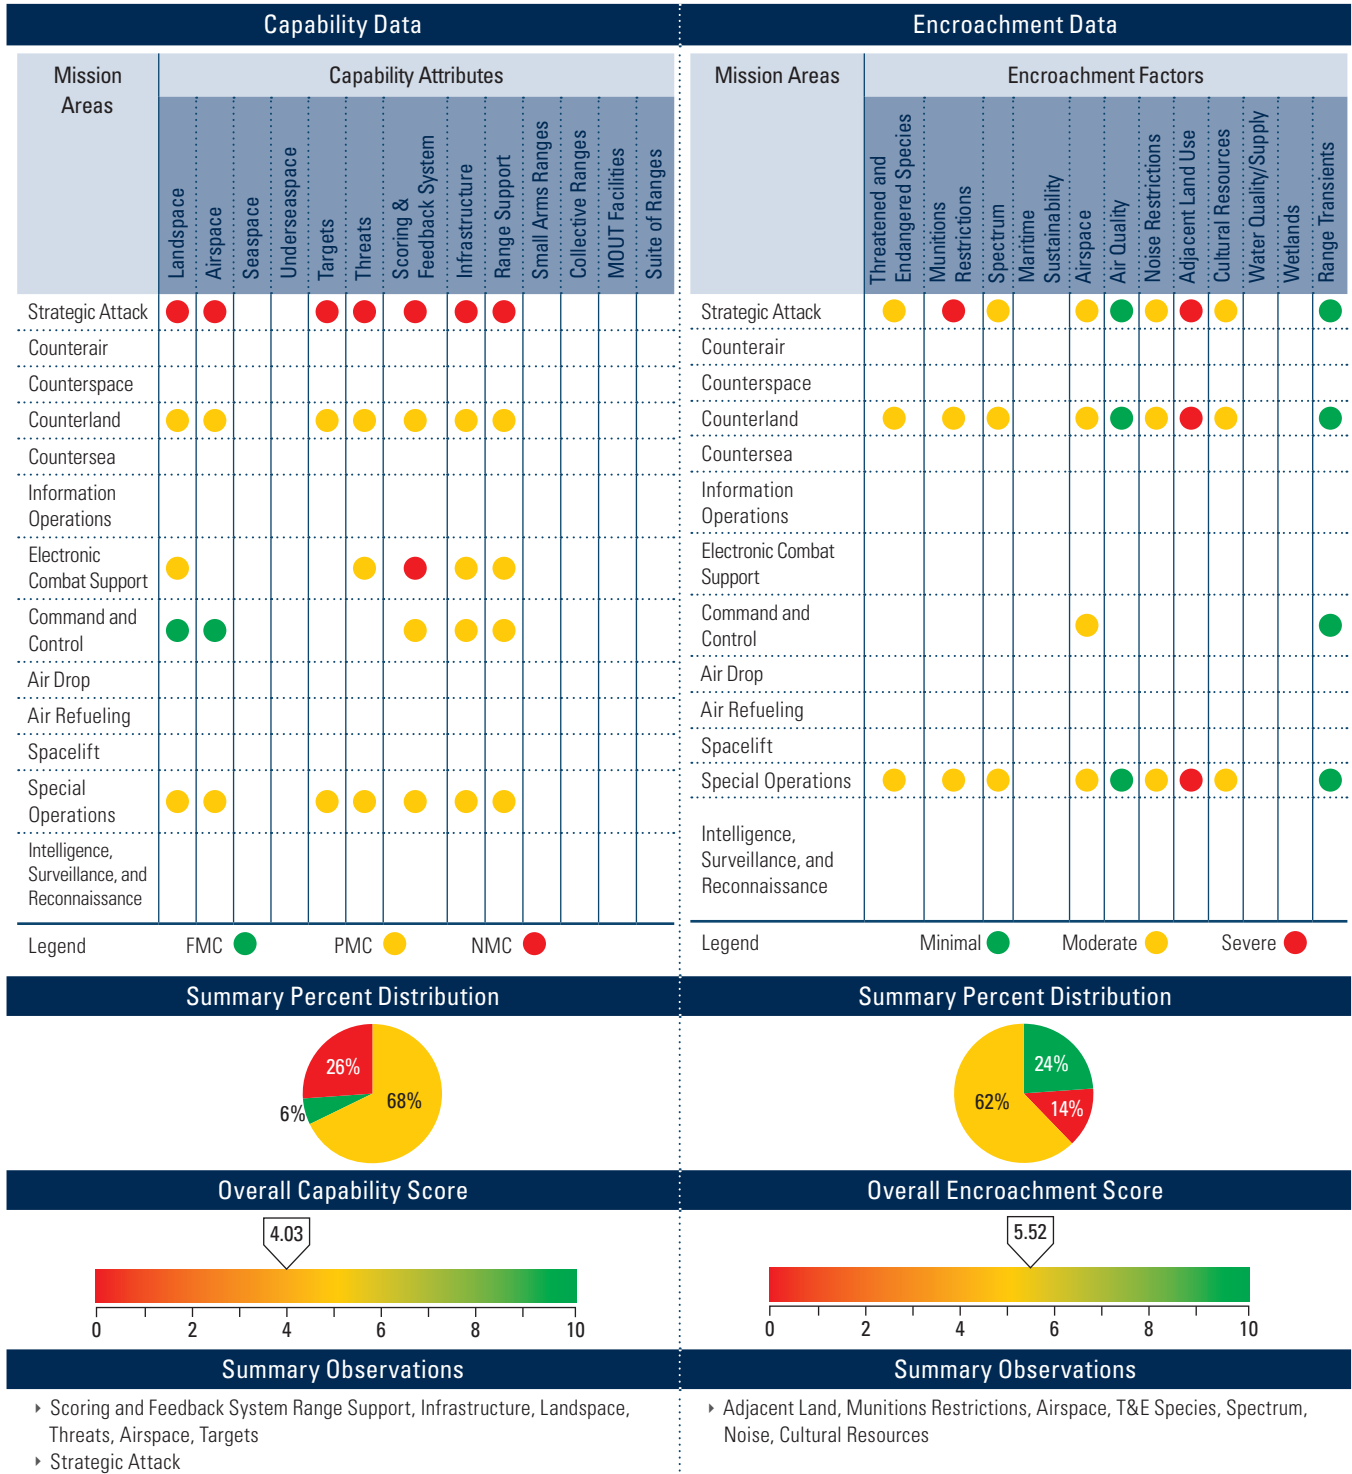 Capability Data
Mission
Areas
Capability Attributes
Landspace
Airspace
Seaspace
Underseaspace
Targets
Threats
Scoring &
Feedback System
Infrastructure
Range Support
Small Arms Ranges
Collective Ranges
MOUT Facilities
Suite of Ranges
Strategic Attack
Counterair
Counterspace
Counterland
Countersea
Information
Operations
Electronic
Combat Support
Command and
Control
Air Drop
Air Refueling
Spacelift
Special
Operations
Intelligence,
Surveillance, and
Reconnaissance
Legend
FMC
PMC
NMC
Summary Percent Distribution
26%
6%
68%
Overall Capability Score
4.03
0 2 4 6 8 10
Summary Observations
‣ Scoring and Feedback System Range Support, Infrastructure, Landspace,
Threats, Airspace, Targets
‣ Strategic Attack
Encroachment Data
Mission Areas
Encroachment Factors
Threatened and
Endangered Species
Munitions
Restrictions
Spectrum
Maritime
Sustainability
Airspace
Air Quality
Noise Restrictions
Adjacent Land Use
Cultural Resources
Water Quality/Supply
Wetlands
Range Transients
Strategic Attack
Counterair
Counterspace
Counterland
Countersea
Information
Operations
Electronic Combat
Support
Command and
Control
Air Drop
Air Refueling
Spacelift
Special Operations
Intelligence,
Surveillance, and
Reconnaissance
Legend
Minimal
Moderate
Severe
Summary Percent Distribution
24%
62%
14%
Overall Encroachment Score
5.52
0 2 4 6 8 10
Summary Observations
‣ Adjacent Land, Munitions Restrictions, Airspace, T&E Species, Spectrum,
Noise, Cultural Resources